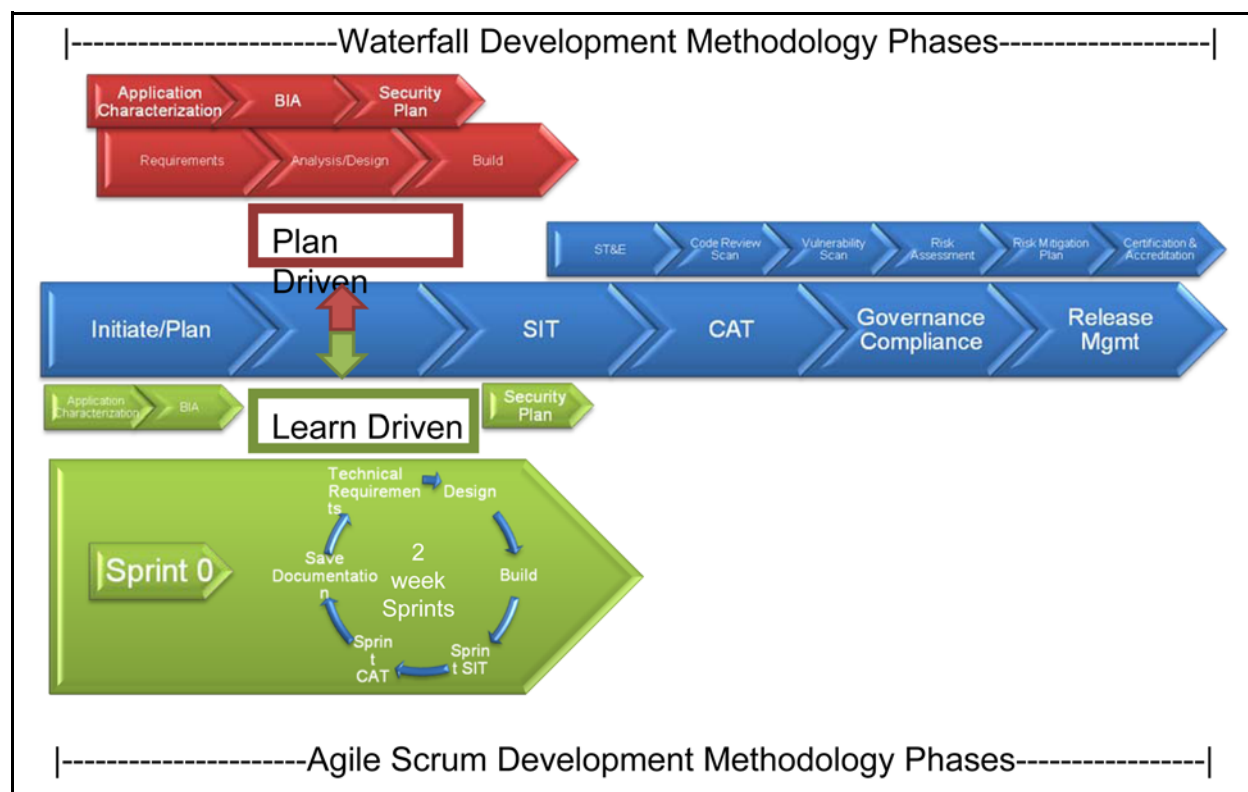 |-----------------------Waterfall Development Methodology Phases-------------------|
Application
Characterization
BIA
Security
Plan
Requirements
Analysis/Design
Build
Plan
Driven
ST&E
Code Review
Scan
Vulnerability
Scan
Risk
Assessment
Risk Mitigation
Plan
Certification &
Accreditation
Initiate/Plan
SIT
CAT
Governance
Compliance
Release
Mgmt
Application
Characterization
BIA
Learn Driven
Security
Plan
Sprint 0
Technical
Requiremen
ts
Design
Build
Sprin
t SIT
Sprin
t
CAT
Save
Documentatio
n
2
week
Sprints
|----------------------Agile Scrum Development Methodology Phases-----------------|